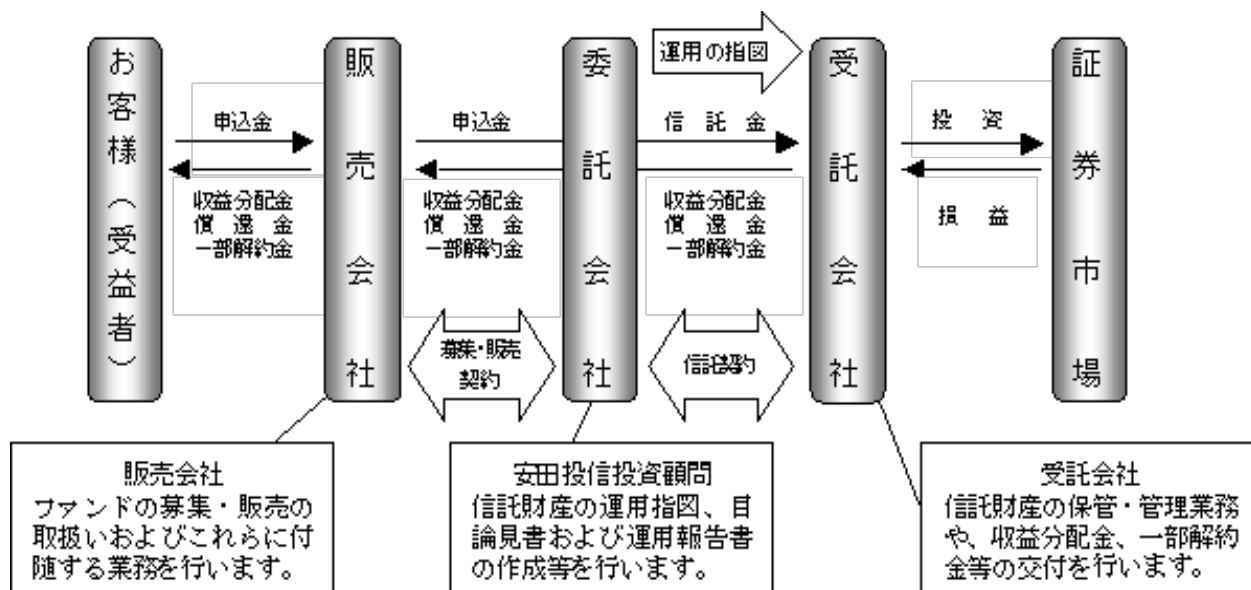 お客様（受益者）
販売会社
委託会社
運用の指図
受託会社
証券市場
申込金
申込金
信託金
投資
収益分配金
償還金
一部解約金
収益分配金
償還金
一部解約金
収益分配金
償還金
一部解約金
損益
募集・販売
契約
信託契約
販売会社
ファンドの募集・販売の
取扱いおよびこれらに付
随する業務を行います。
安田投信投資顧問
信託財産の運用指図、目
論見書および運用報告書
の作成等を行います。
受託会社
信託財産の保管・管理業務
や、収益分配金、一部解約
金等の交付を行います。